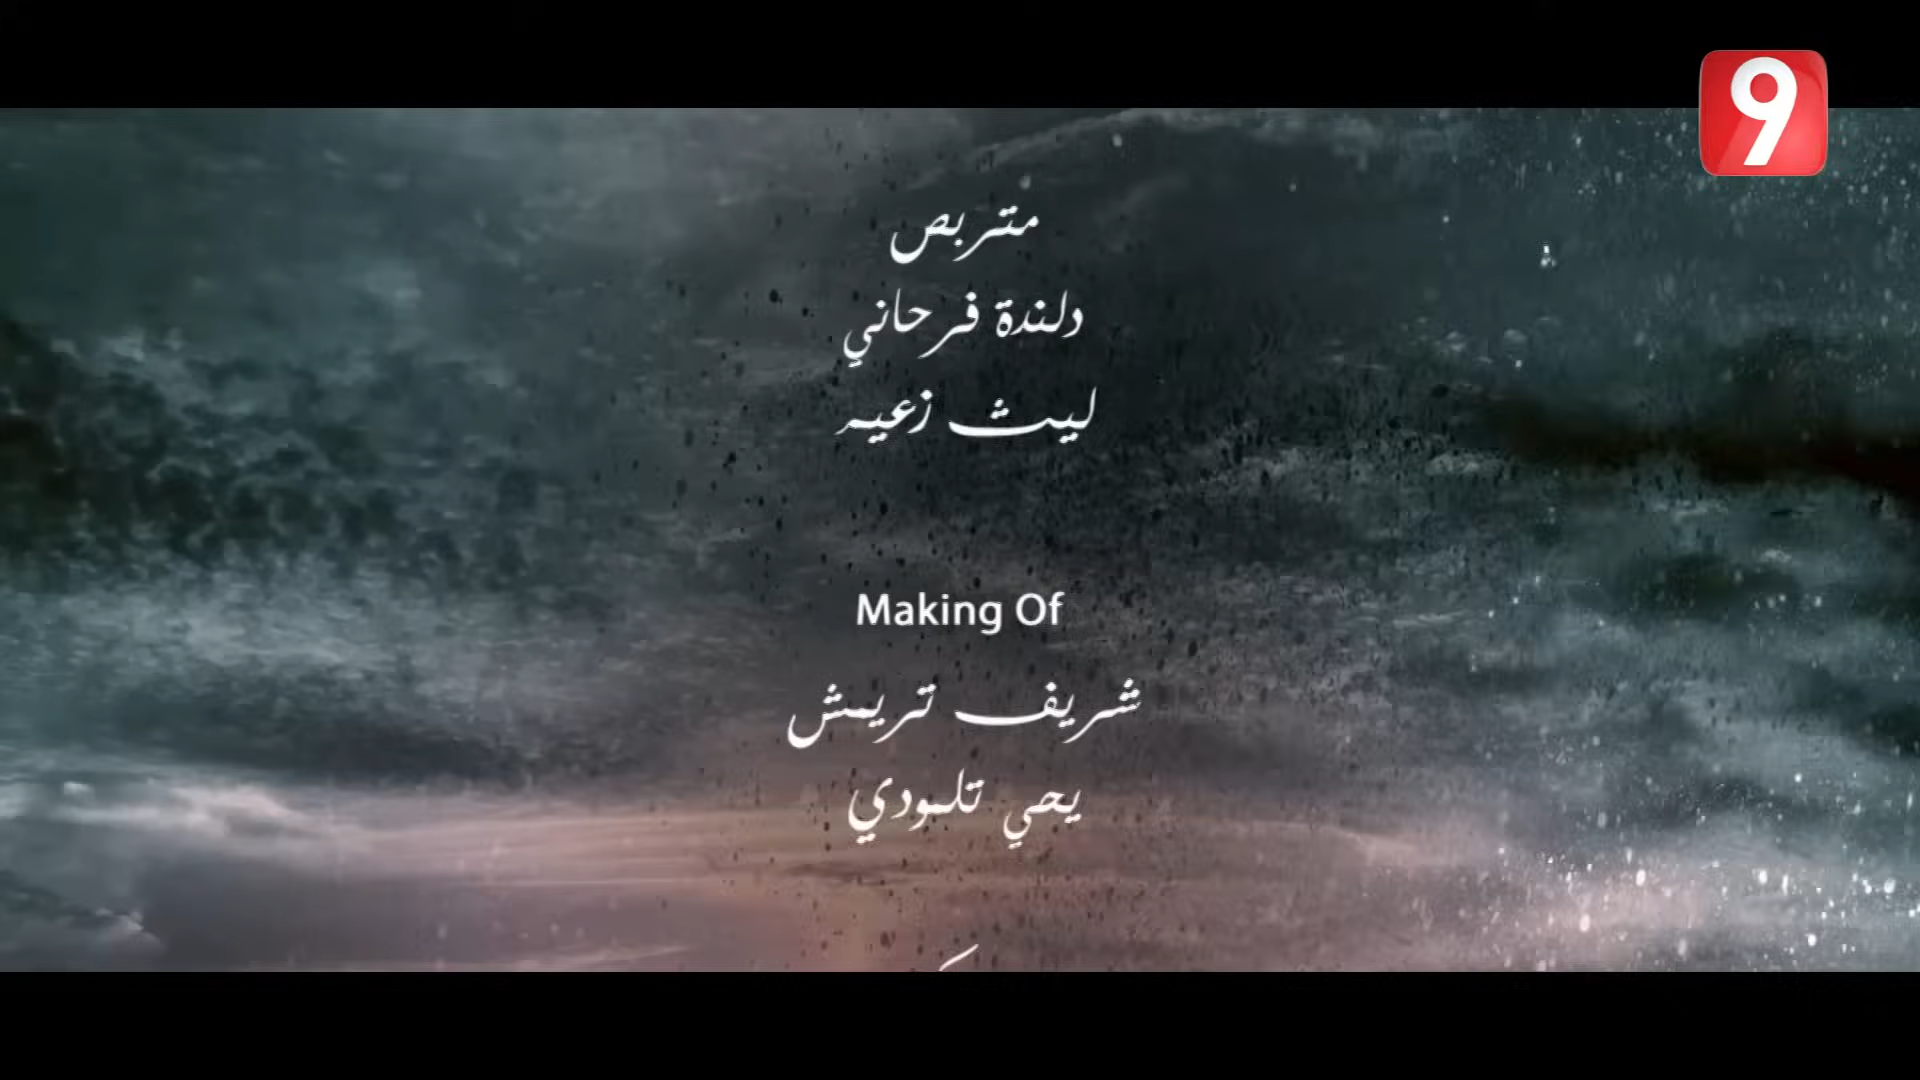 9
متربص
دلندة فرحاني
ليث زعيم
Making Of
شريف تريمش
يحي تلمودي